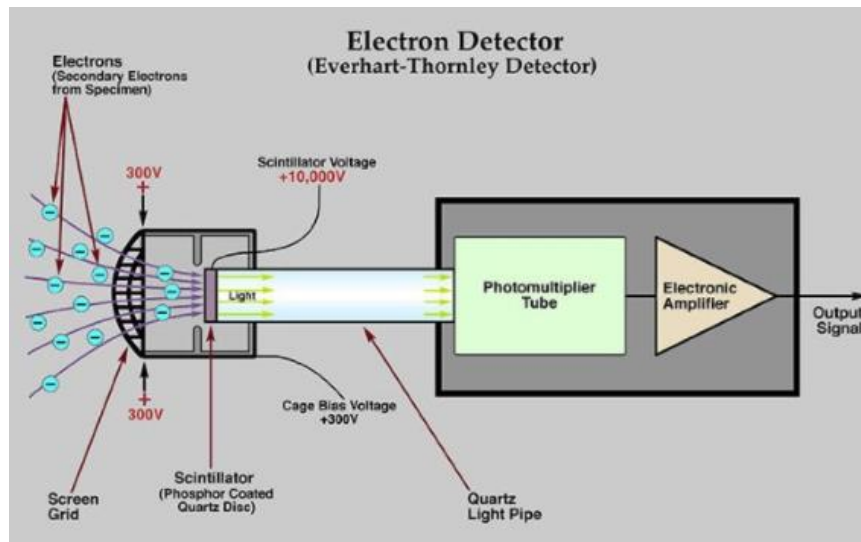 Electron Detector
(Everhart-Thornley Detector)
Electrons
(Secondary Electrons
from Specimen)
300V
+
Scintillator Voltage
+10,000V
Light
Photomultiplier
Tube
Electronic
Amplifier
Output
Signal
+
300V
Cage Bias Voltage
+300V
Screen
Grid
Scintillator
(Phosphor Coated
Quartz Disc)
Quartz
Light Pipe